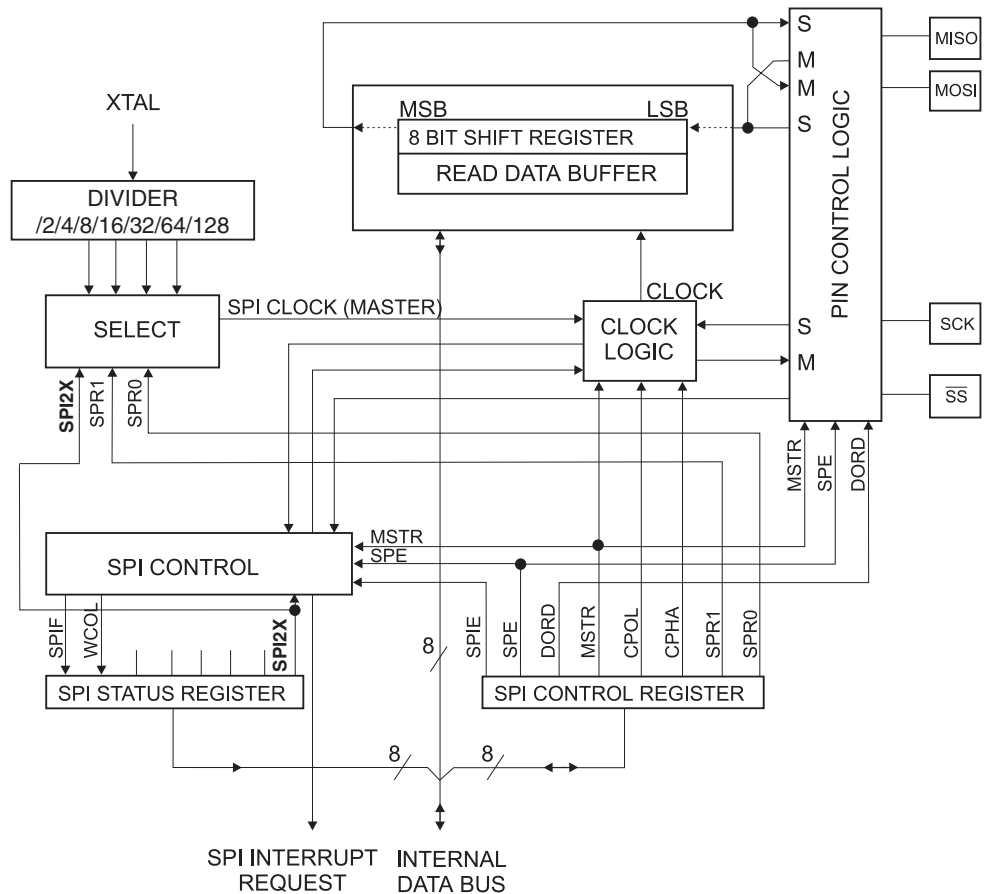 S
MISO
M
M
MOSI
XTAL
MSB
LSB
S
8 BIT SHIFT REGISTER
READ DATA BUFFER
DIVIDER
/2/4/8/16/32/64/128
PIN CONTROL LOGIC
SPI CLOCK (MASTER)
CLOCK
SELECT
CLOCK
LOGIC
S
SCK
M
SS
SPI2X
SPR1
SPR0
MSTR
SPE
DORD
MSTR
SPE
SPI CONTROL
SPIF
WCOL
SPI2X
8
SPIE
SPE
DORD
MSTR
CPOL
CPHA
SPR1
SPR0
SPI STATUS REGISTER
SPI CONTROL REGISTER
8
8
SPI INTERRUPT
REQUEST
INTERNAL
DATA BUS